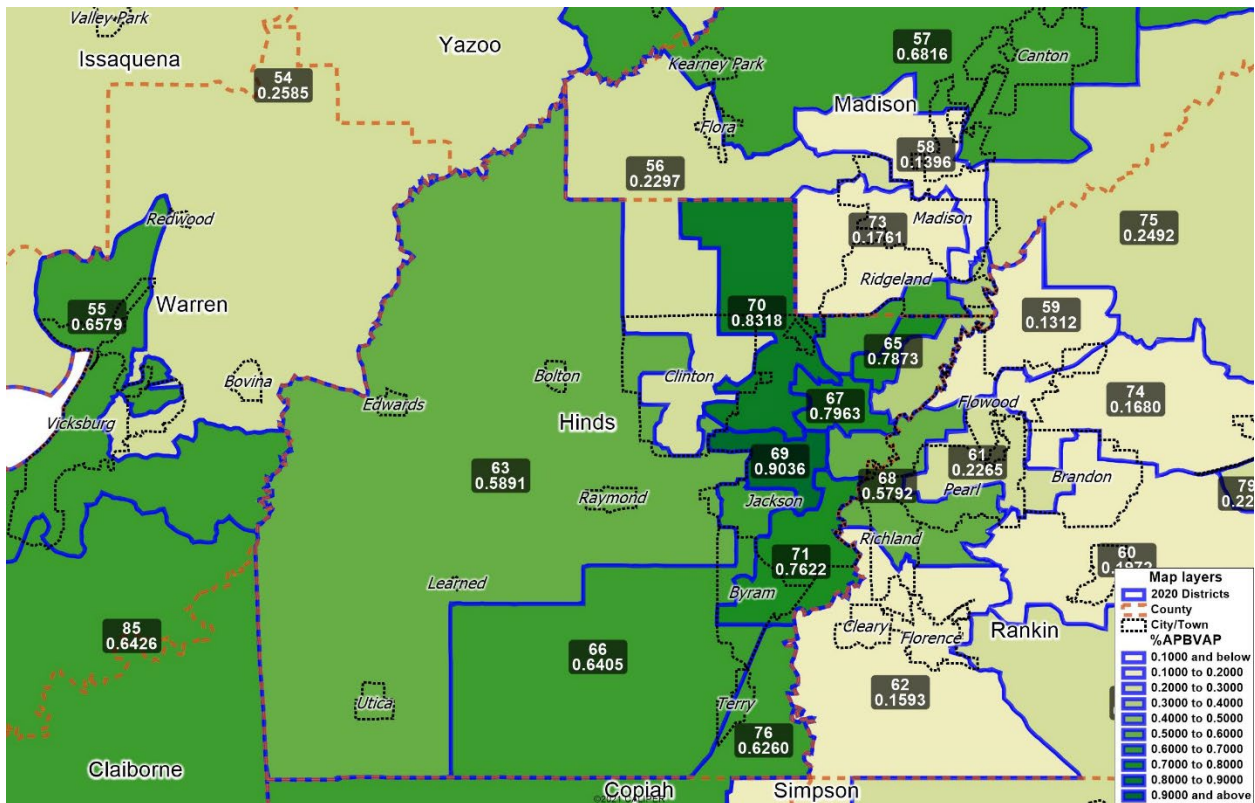 Valley Park
Issaquena
Yazoo
54
0.2585
57
0.6816
Canton
Kearney Park
Madison
Flora
58
0.1396
56
0.2297
Redwood
73
0.1761
Madison
75
0.2492
Ridgeland
55
0.6579
Warren
70
0.8318
59
0.1312
65
0.7873
Bovina
Bolton
Clinton
Edwards
67
0.7963
Flowood
74
0.1680
Vicksburg
Hinds
69
0.9036
61
0.2265
Brandon
63
0.5891
68
0.5792
Pearl
79
0.22
Raymond
Jackson
Richland
71
0.7622
60
Learned
Byram
85
0.6426
66
0.6405
Cleary
Florence
Rankin
Utica
Terry
62
0.1593
76
0.6260
Claiborne
Copiah
Simpson
Map layers
2020 Districts
County
City/Town
%APBVAP
0.1000 and below
0.1000 to 0.2000
0.2000 to 0.3000
0.3000 to 0.4000
0.4000 to 0.5000
0.5000 to 0.6000
0.6000 to 0.7000
0.7000 to 0.8000
0.8000 to 0.9000
0.9000 and above